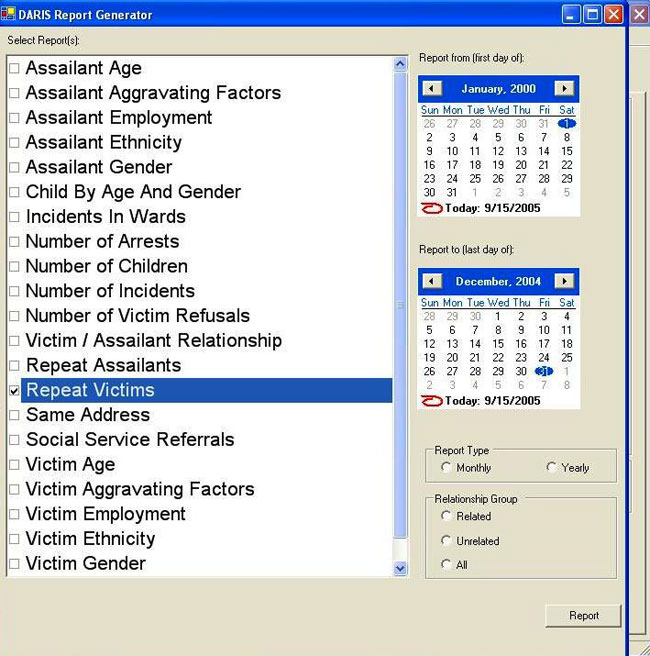 DARIS Report Generator
Select Report(s):
Assailant Age
Assailant Aggravating Factors
Assailant Employment
Assailant Ethnicity
Assailant Gender
Child By Age And Gender
Incidents In Wards
Number of Arrests
Number of Children
Number of Incidents
Number of Victim Refusals
Victim / Assailant Relationship
Repeat Assailants
Repeat Victims
Same Address
Social Service Referrals
Victim Age
Victim Aggravating Factors
Victim Employment
Victim Ethnicity
Victim Gender
Report from (first day of):
January, 2000
Sun Mon Tue Wed Thu Fri Sat
26 27 28 29 30 31 1
2 3 4 5 6 7 8
9 10 11 12 13 14 15
16 17 18 19 20 21 22
23 24 25 26 27 28 29
30 31 1 2 3 4 5
Today: 9/15/2005
Report to (last day of):
December, 2004
Sun Mon Tue Wed Thu Fri Sat
28 29 30 1 2 3 4
5 6 7 8 9 10 11
12 13 14 15 16 17 18
19 20 21 22 23 24 25
26 27 28 29 30 31 1
2 3 4 5 6 7 8
Today: 9/15/2005
Report Type
Monthly Yearly
Relationship Group
Related
Unrelated
All
Report